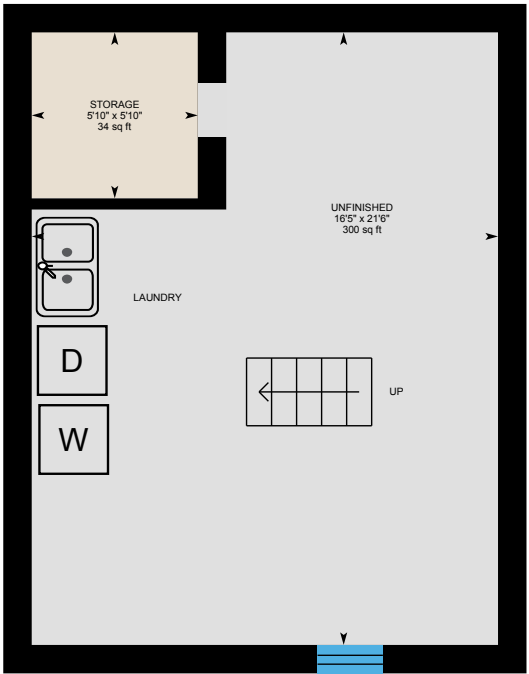 STORAGE
5'10" x 5'10"
34 sq ft
UNFINISHED
16'5" x 21'6"
300 sq ft
LAUNDRY
D
UP
W